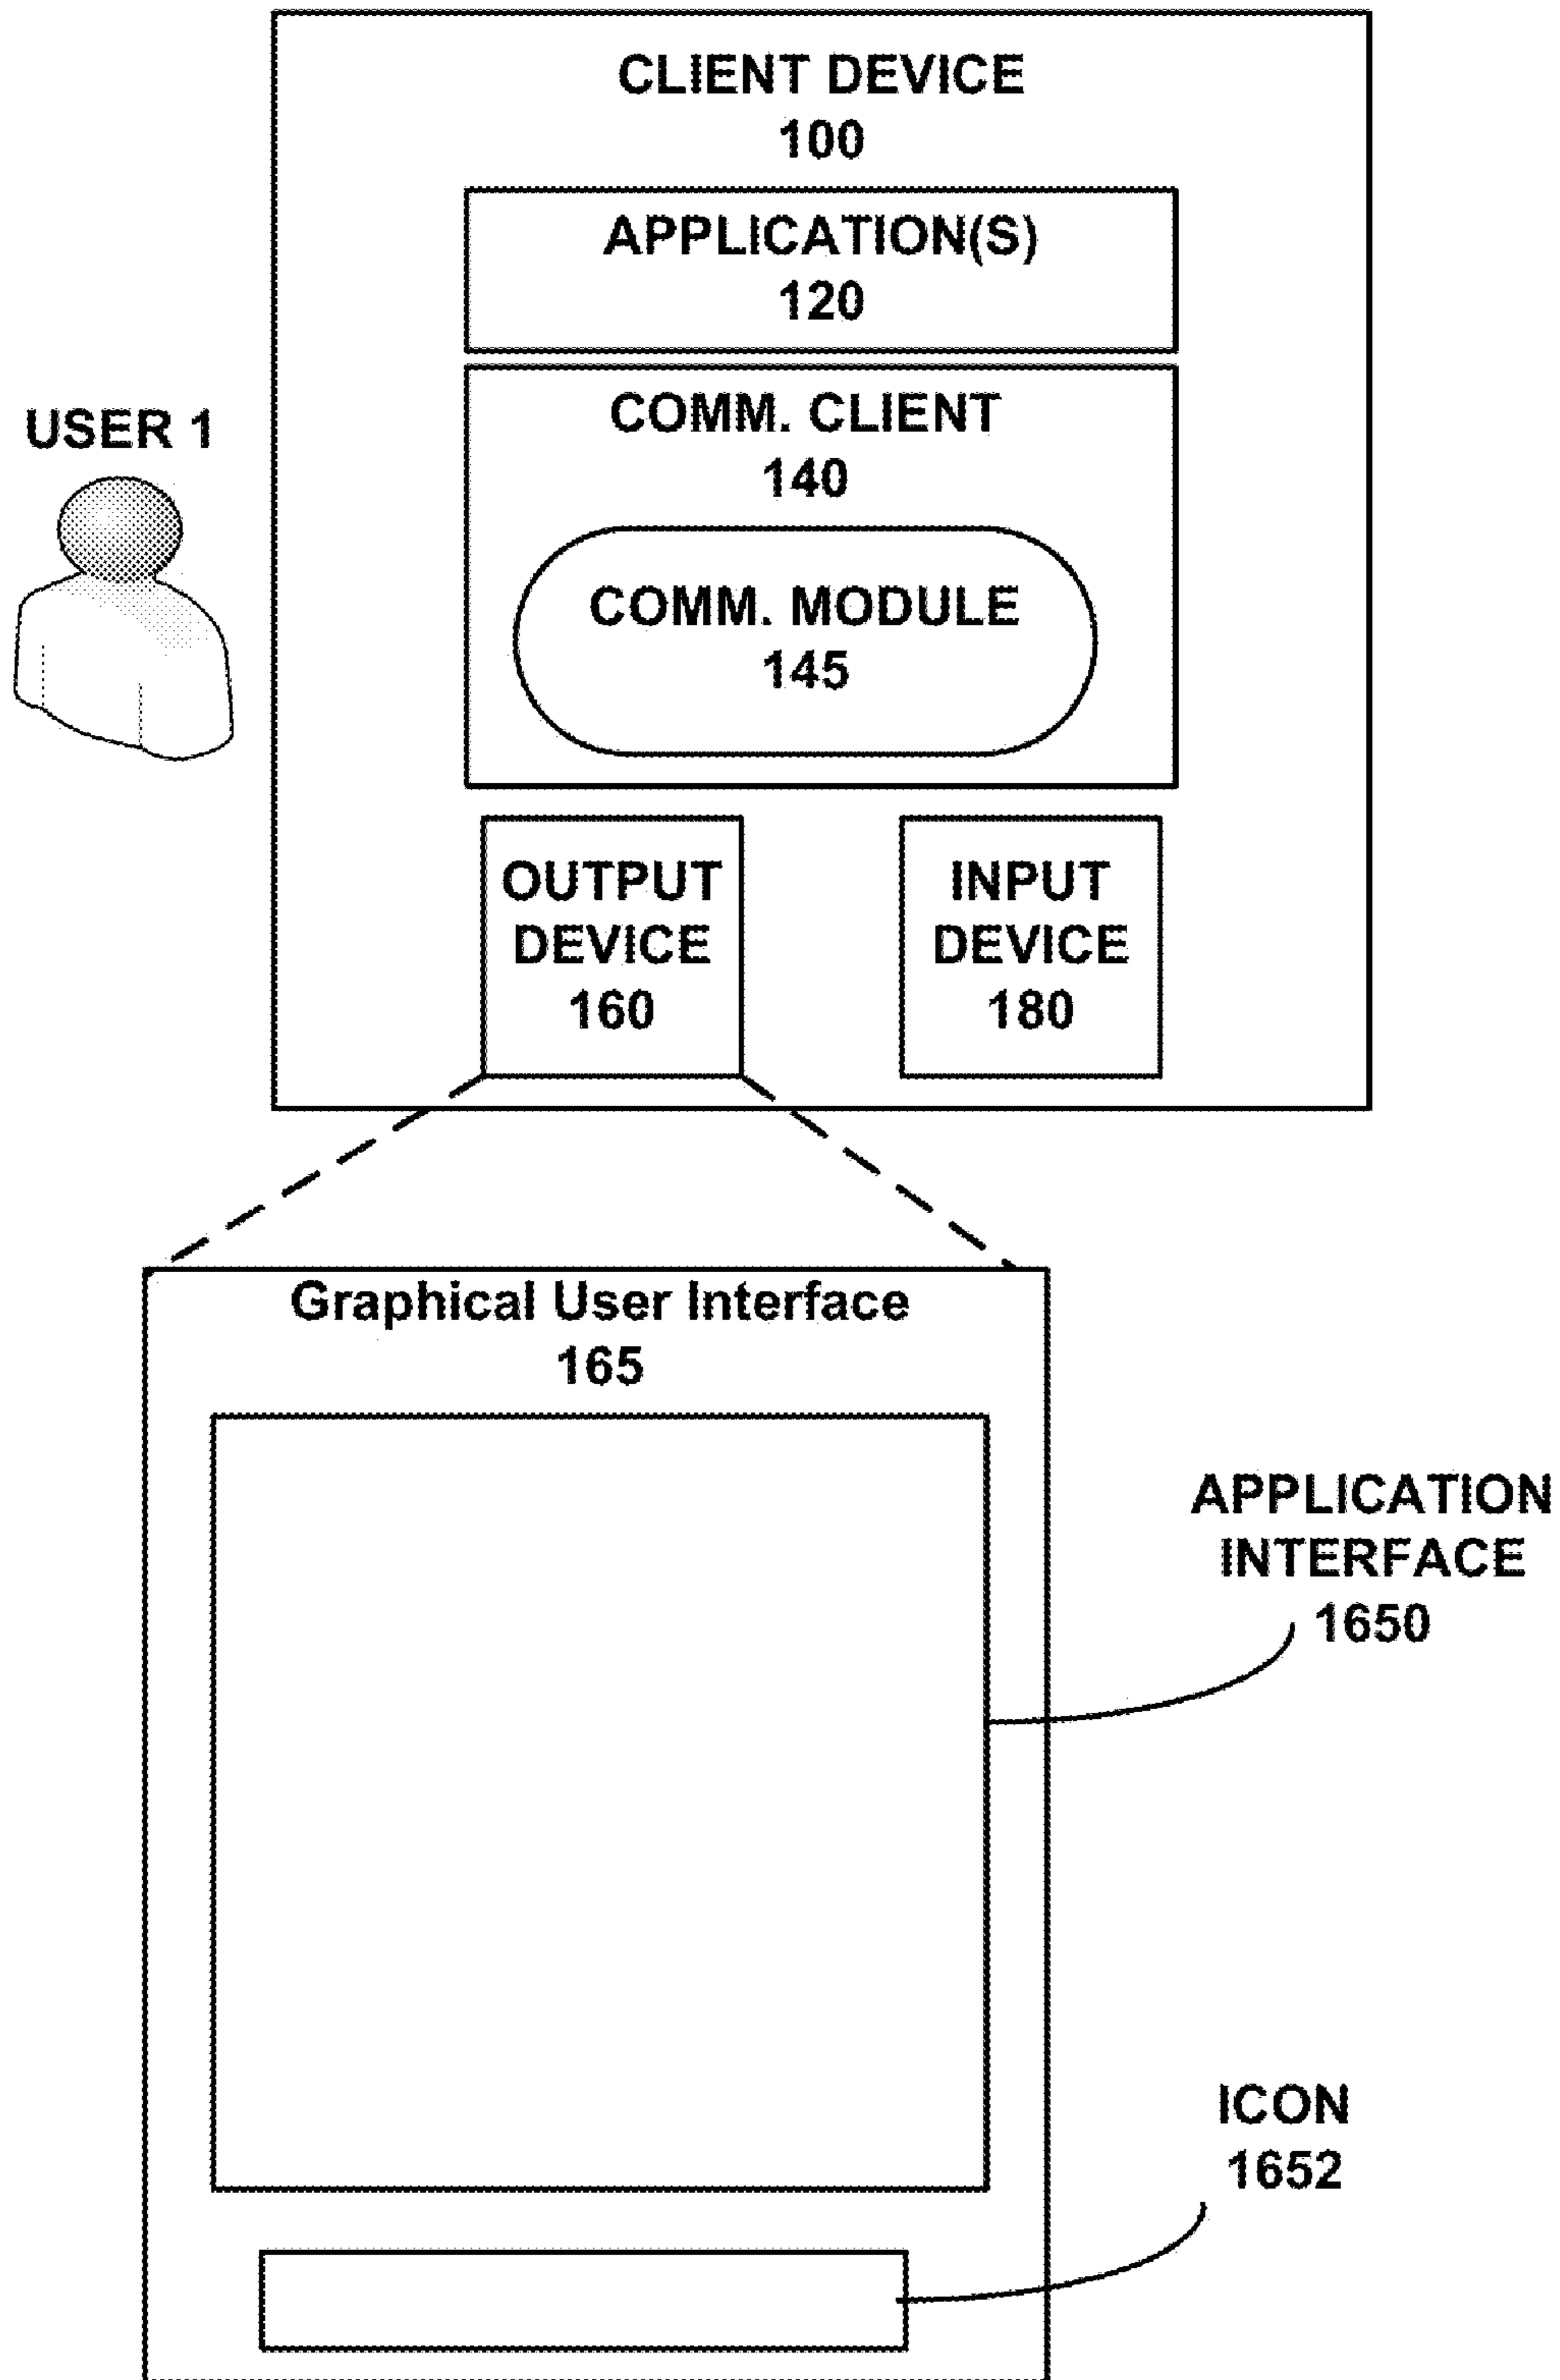 CLIENT DEVICE
100
APPLICATION(S)
120
USER 1
COMM. CLIENT
140
COMM. MODULE
145
OUTPUT
DEVICE
160
INPUT
DEVICE
180
Graphical User Interface
165
APPLICATION
INTERFACE
1650
ICON
1652